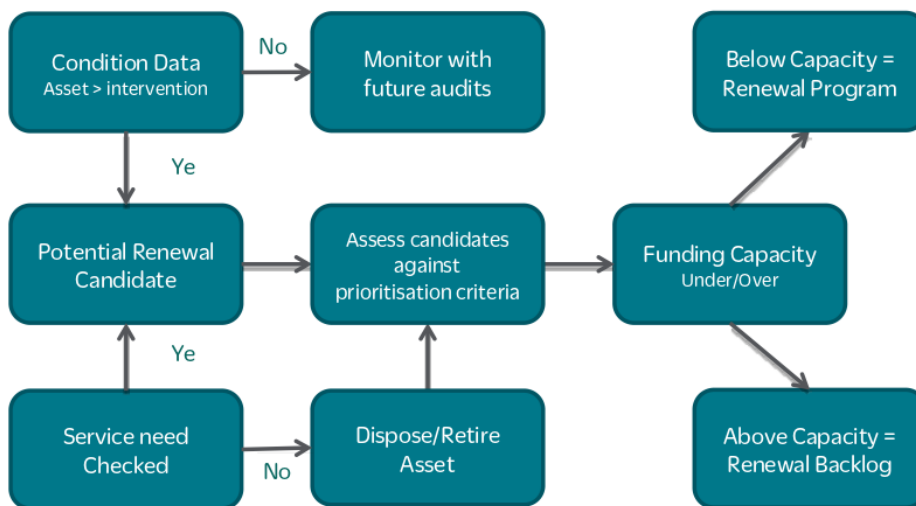 Condition Data
Asset > intervention
No
Monitor with
future audits
Below Capacity =
Renewal Program
Ye
Potential Renewal
Candidate
Assess candidates
against
prioritisation criteria
Funding Capacity
Under/Over
Ye
Service need
Checked
No
Dispose/Retire
Asset
Above Capacity =
Renewal Backlog